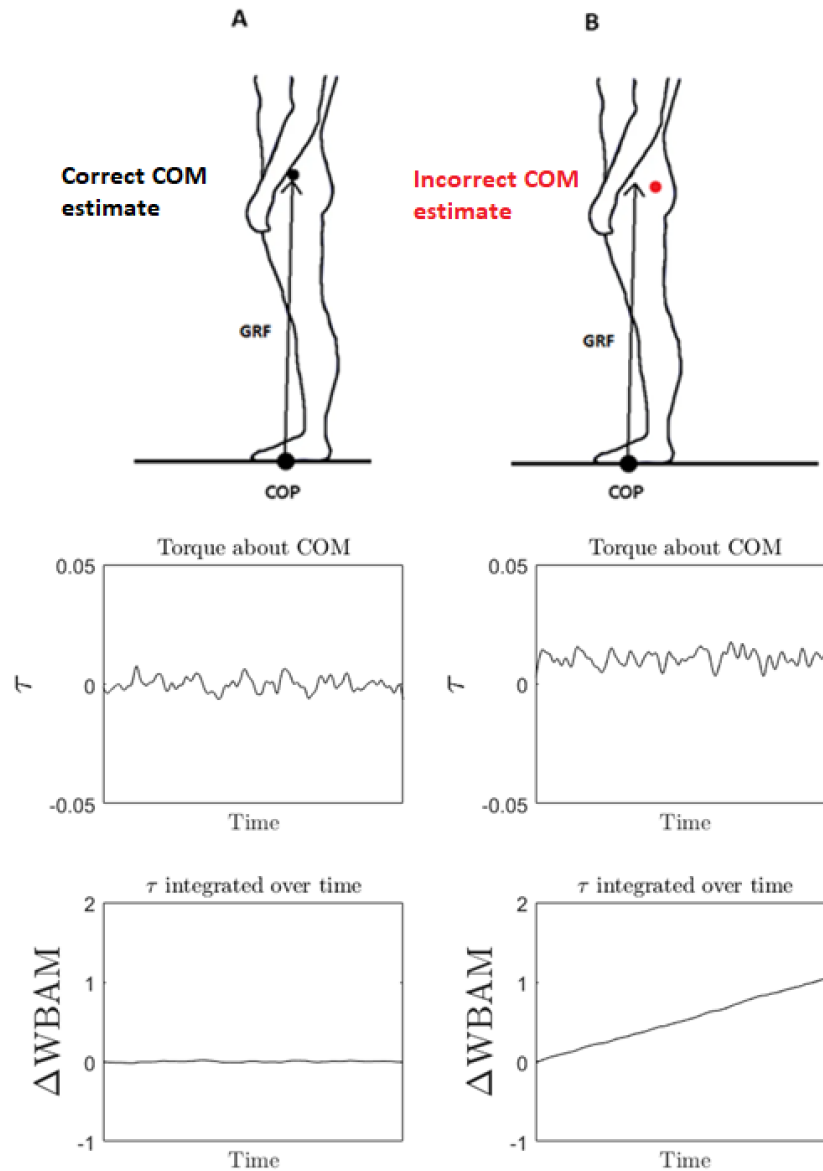 A
B
Correct COM
estimate
Incorrect COM
estimate
GRF
GRF
COP
COP
Torque about COM
0.05
0
-0.05
τ
Time
Torque about COM
0.05
0
-0.05
τ
Time
τ integrated over time
2
1
0
-1
ΔWBAM
Time
τ integrated over time
2
1
0
-1
ΔWBAM
Time